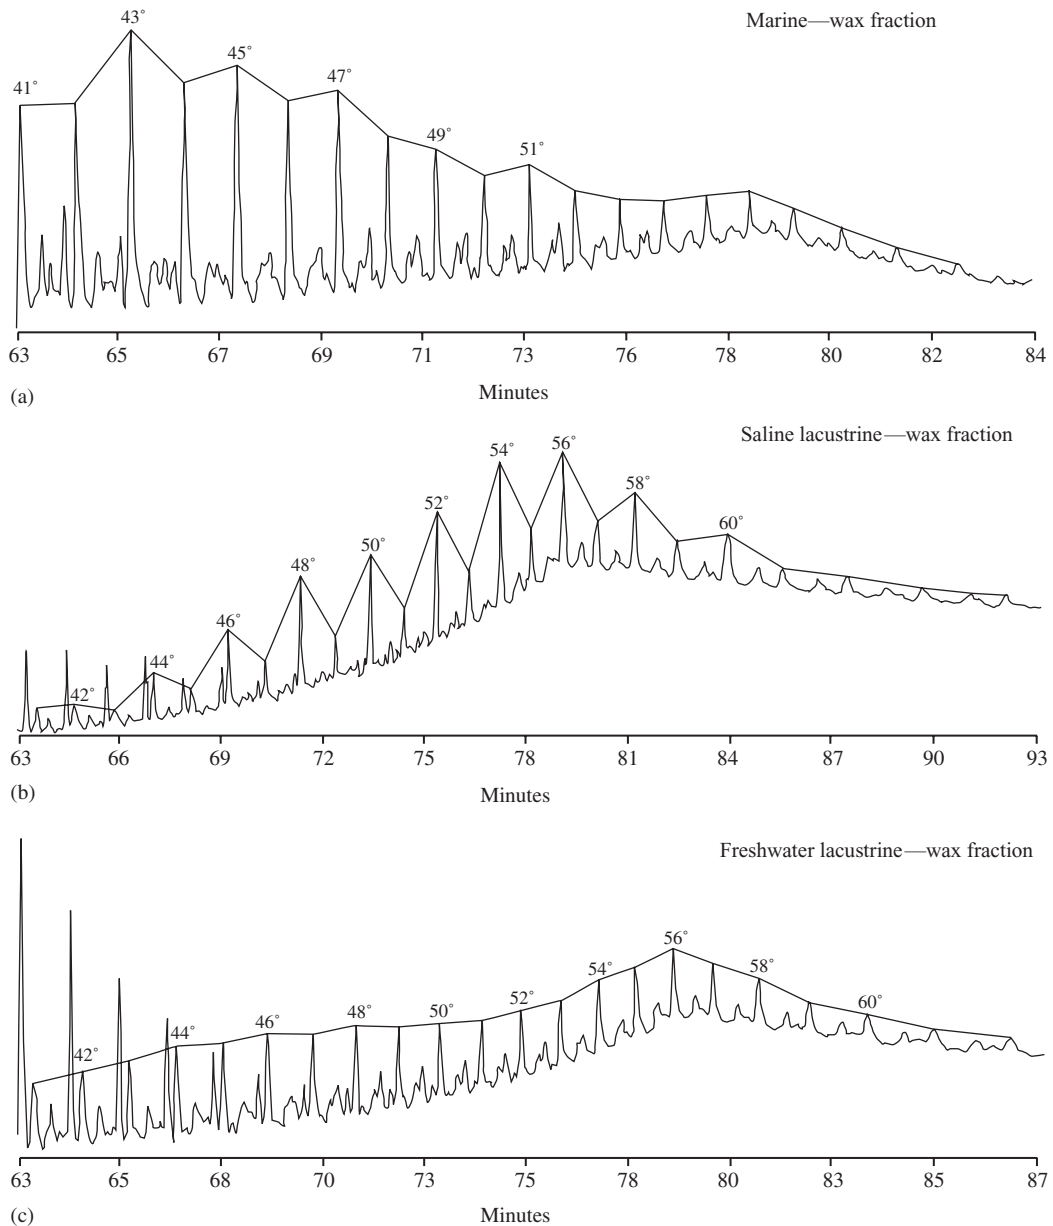 Marine—wax fraction
41° 43° 45° 47° 49° 51°
63 65 67 69 71 73 76 78 80 82 84
Minutes
(a)
Saline lacustrine—wax fraction
42° 44° 46° 48° 50° 52° 54° 56° 58° 60°
63 66 69 72 75 78 81 84 87 90 93
Minutes
(b)
Freshwater lacustrine—wax fraction
42° 44° 46° 48° 50° 52° 54° 56° 58° 60°
63 65 68 70 73 75 78 80 83 85 87
Minutes
(c)